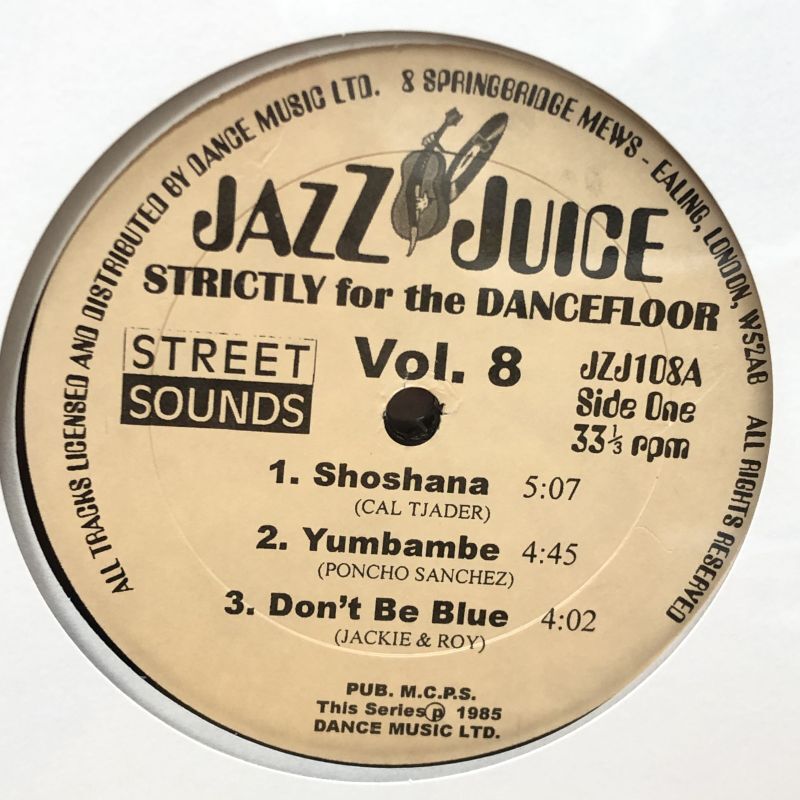 ALL TRACKS LICENSED AND DISTRIBUTED BY DANCE MUSIC LTD. 8 SPRINGBRIDGE MEWS - EALING, LONDON, W52AB ALL RIGHTS RESERVED
JAZZ JUICE
STRICTLY for the DANCEFLOOR
STREET
SOUNDS
Vol. 8
JZJ108A
Side One
33⅓ rpm
1. Shoshana 5:07
(CAL TJADER)
2. Yumbambe 4:45
(PONCHO SANCHEZ)
3. Don't Be Blue 4:02
(JACKIE & ROY)
PUB. M.C.P.S.
This Series ℗ 1985
DANCE MUSIC LTD.